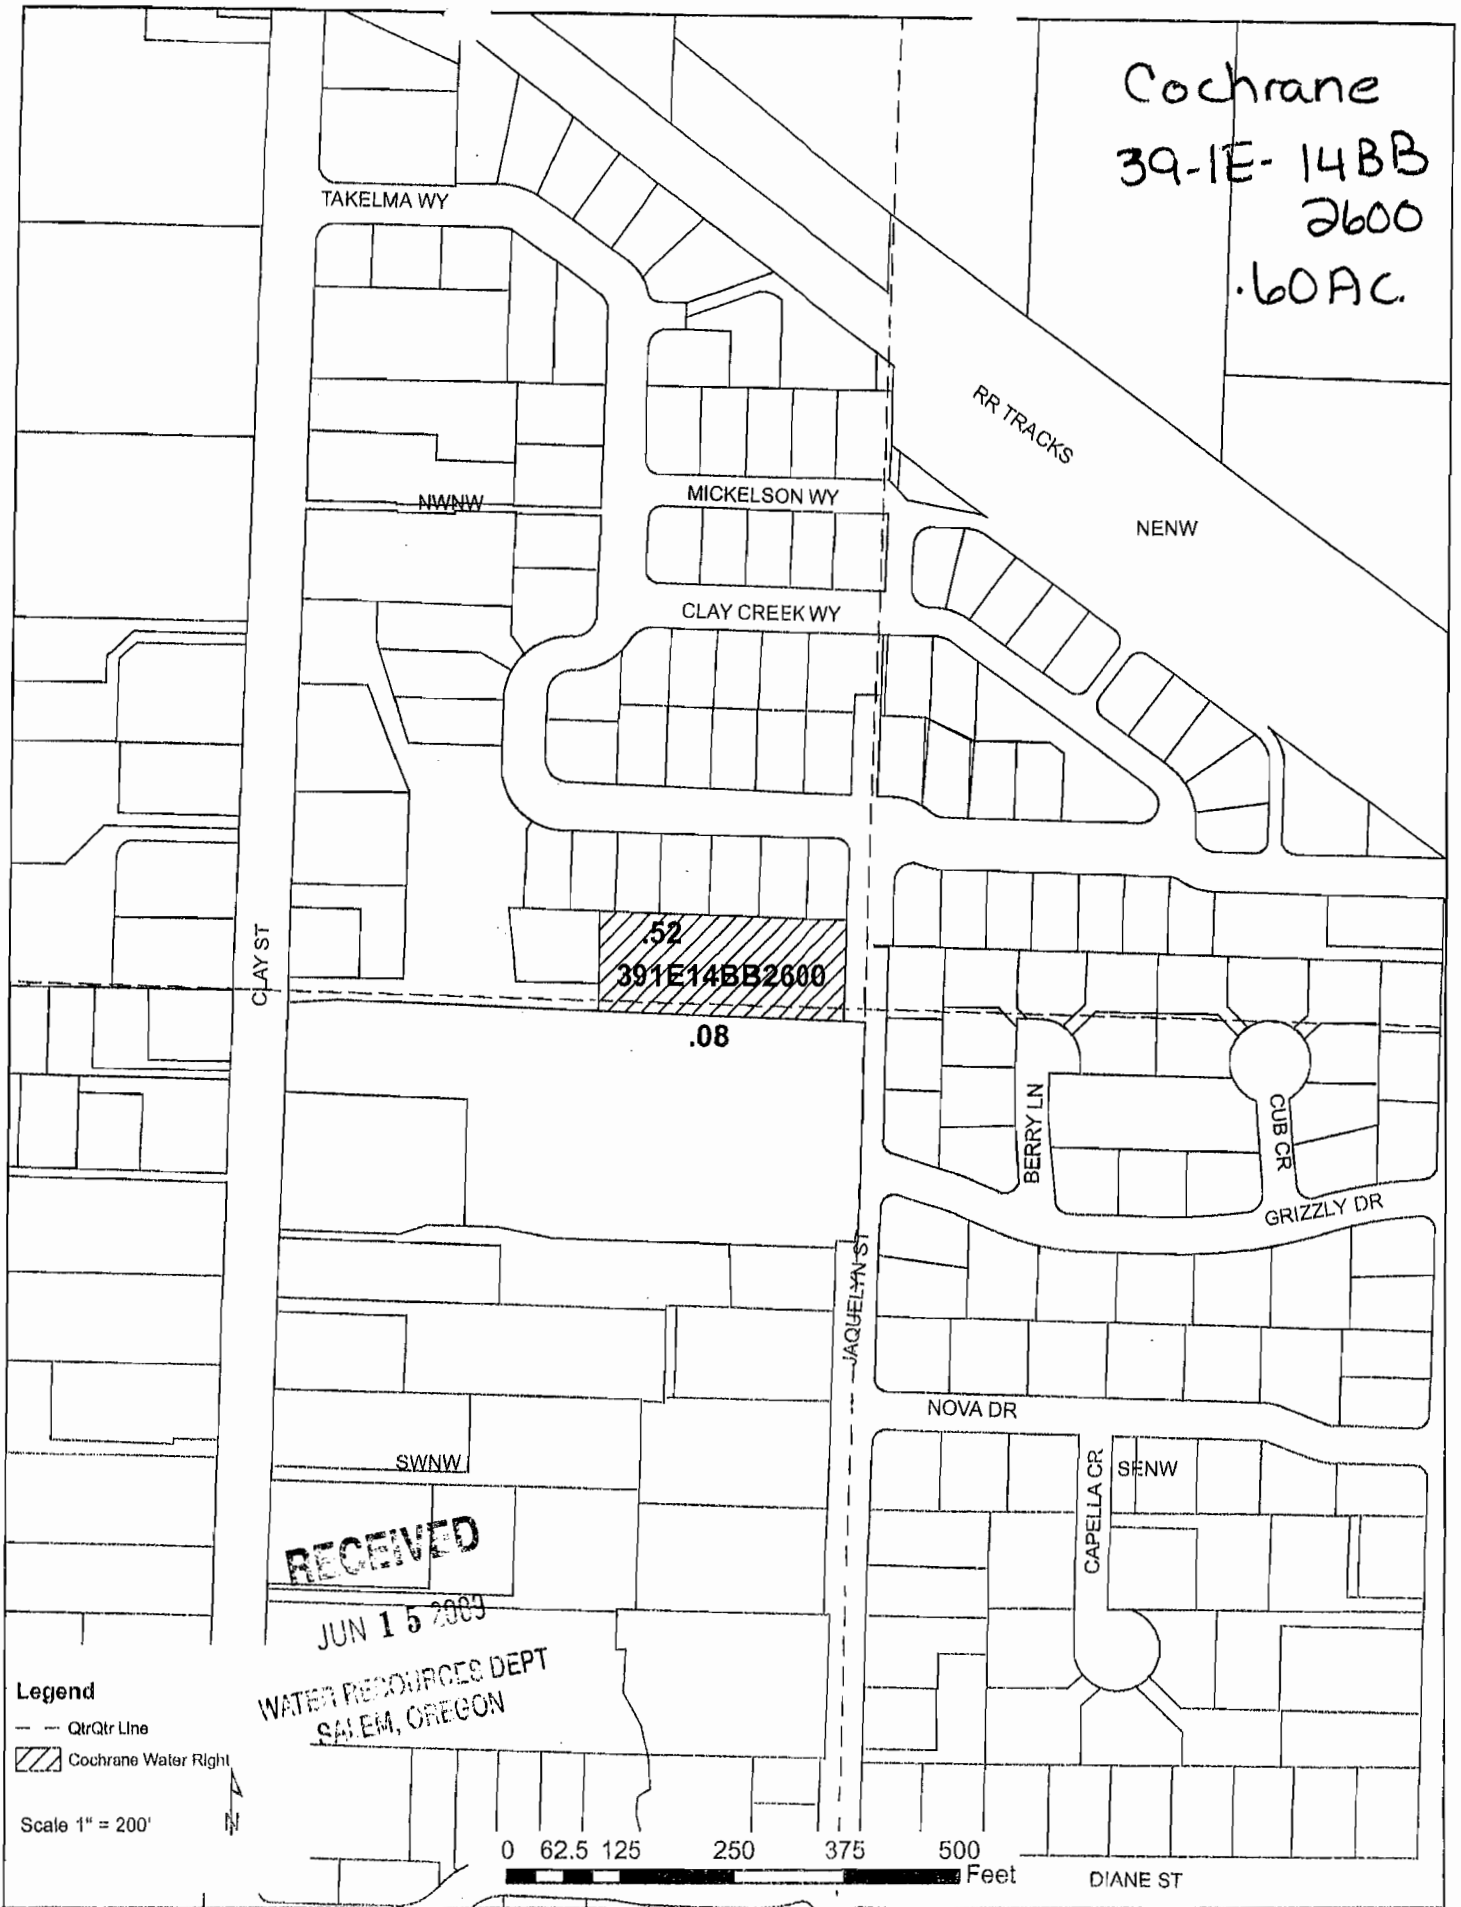 Cochrane
39-1E- 14BB
2600
.60 AC.
TAKELMA WY
RR TRACKS
NWNW
MICKELSON WY
NENW
CLAY CREEK WY
CLAY ST
.52
391E14BB2600
.08
BERRY LN
CUB CR
GRIZZLY DR
JAQUELYN ST
NOVA DR
SWNW
SENW
CAPELLA CR
RECEIVED
JUN 15 2009
WATER RESOURCES DEPT
SALEM, OREGON
Legend
QtrQtr Line
Cochrane Water Right
N
Scale 1" = 200'
0 62.5 125 250 375 500
Feet
DIANE ST